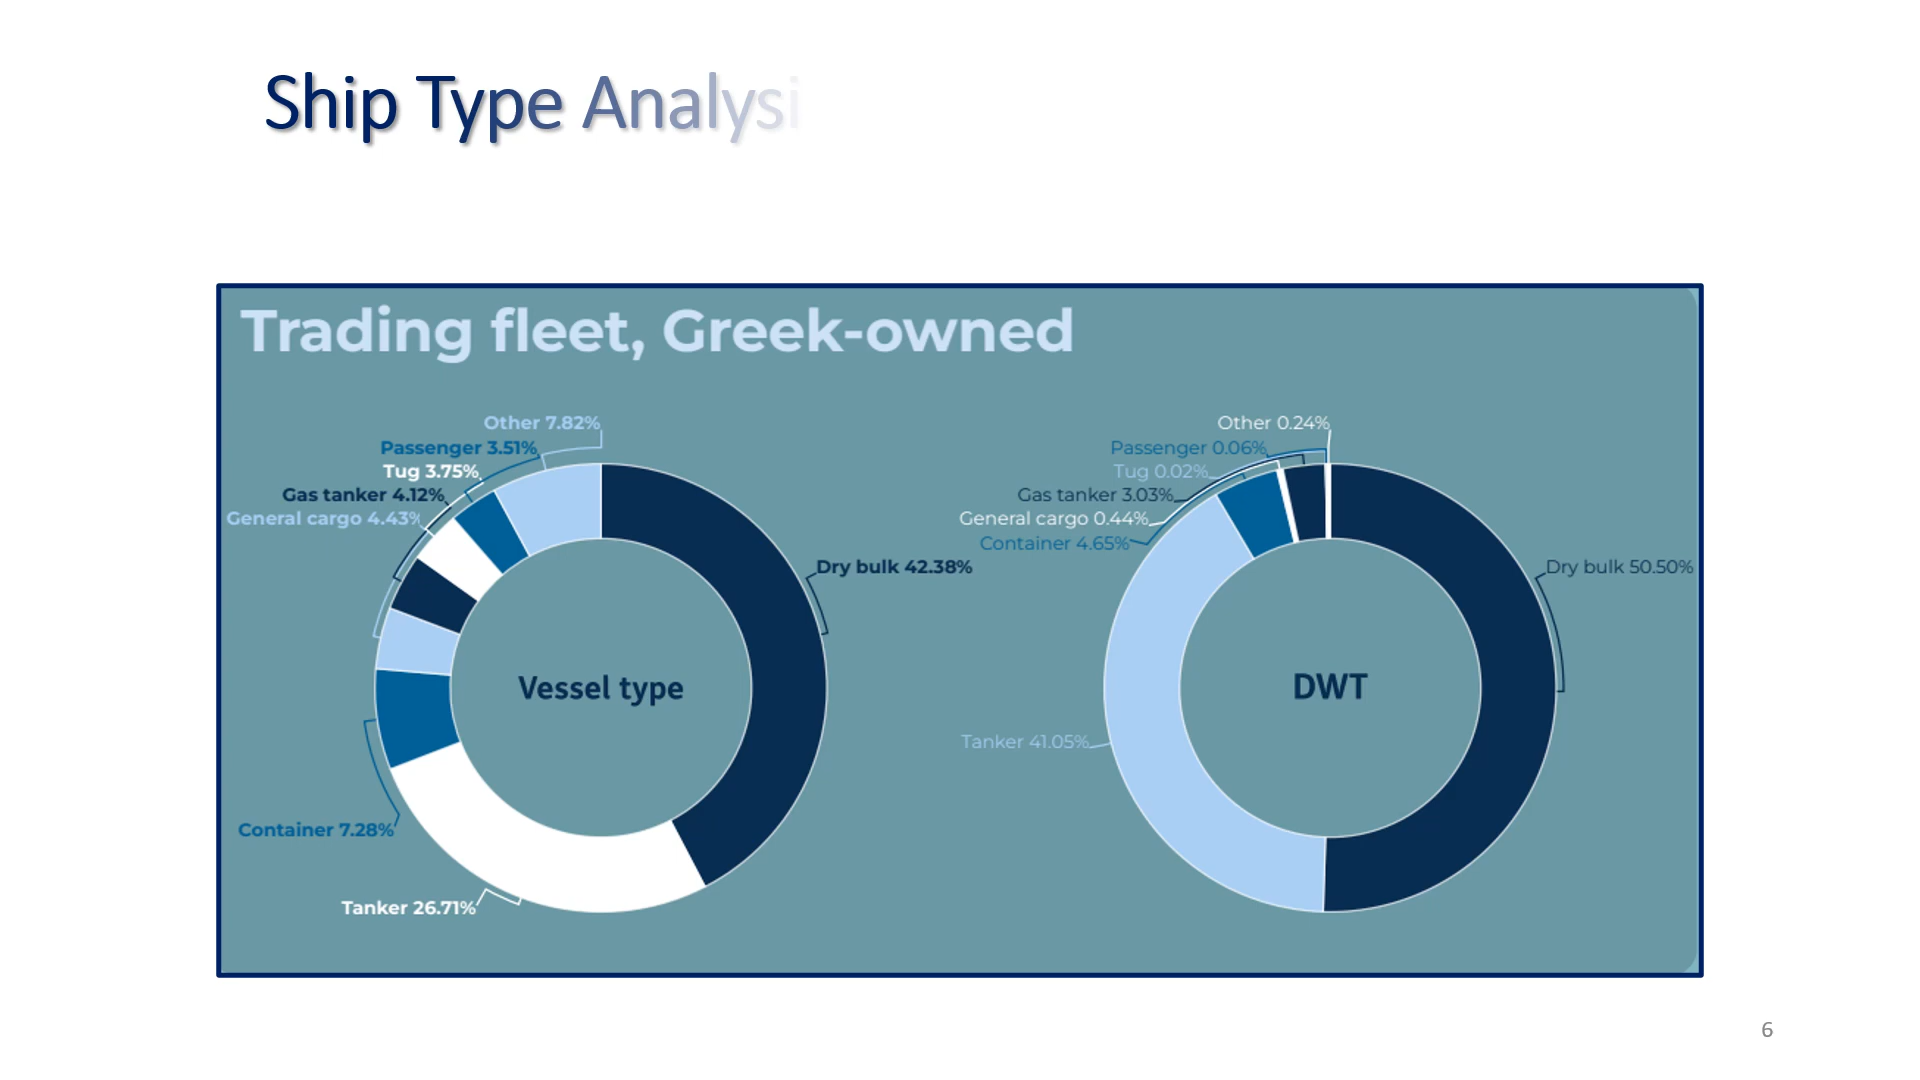 Ship Type Analysi
Trading fleet, Greek-owned
Other 7.82%
Passenger 3.51%
Tug 3.75%
Gas tanker 4.12%
General cargo 4.43%
Dry bulk 42.38%
Vessel type
Container 7.28%
Tanker 26.71%
Other 0.24%
Passenger 0.06%
Tug 0.02%
Gas tanker 3.03%
General cargo 0.44%
Container 4.65%
Dry bulk 50.50%
DWT
Tanker 41.05%
6